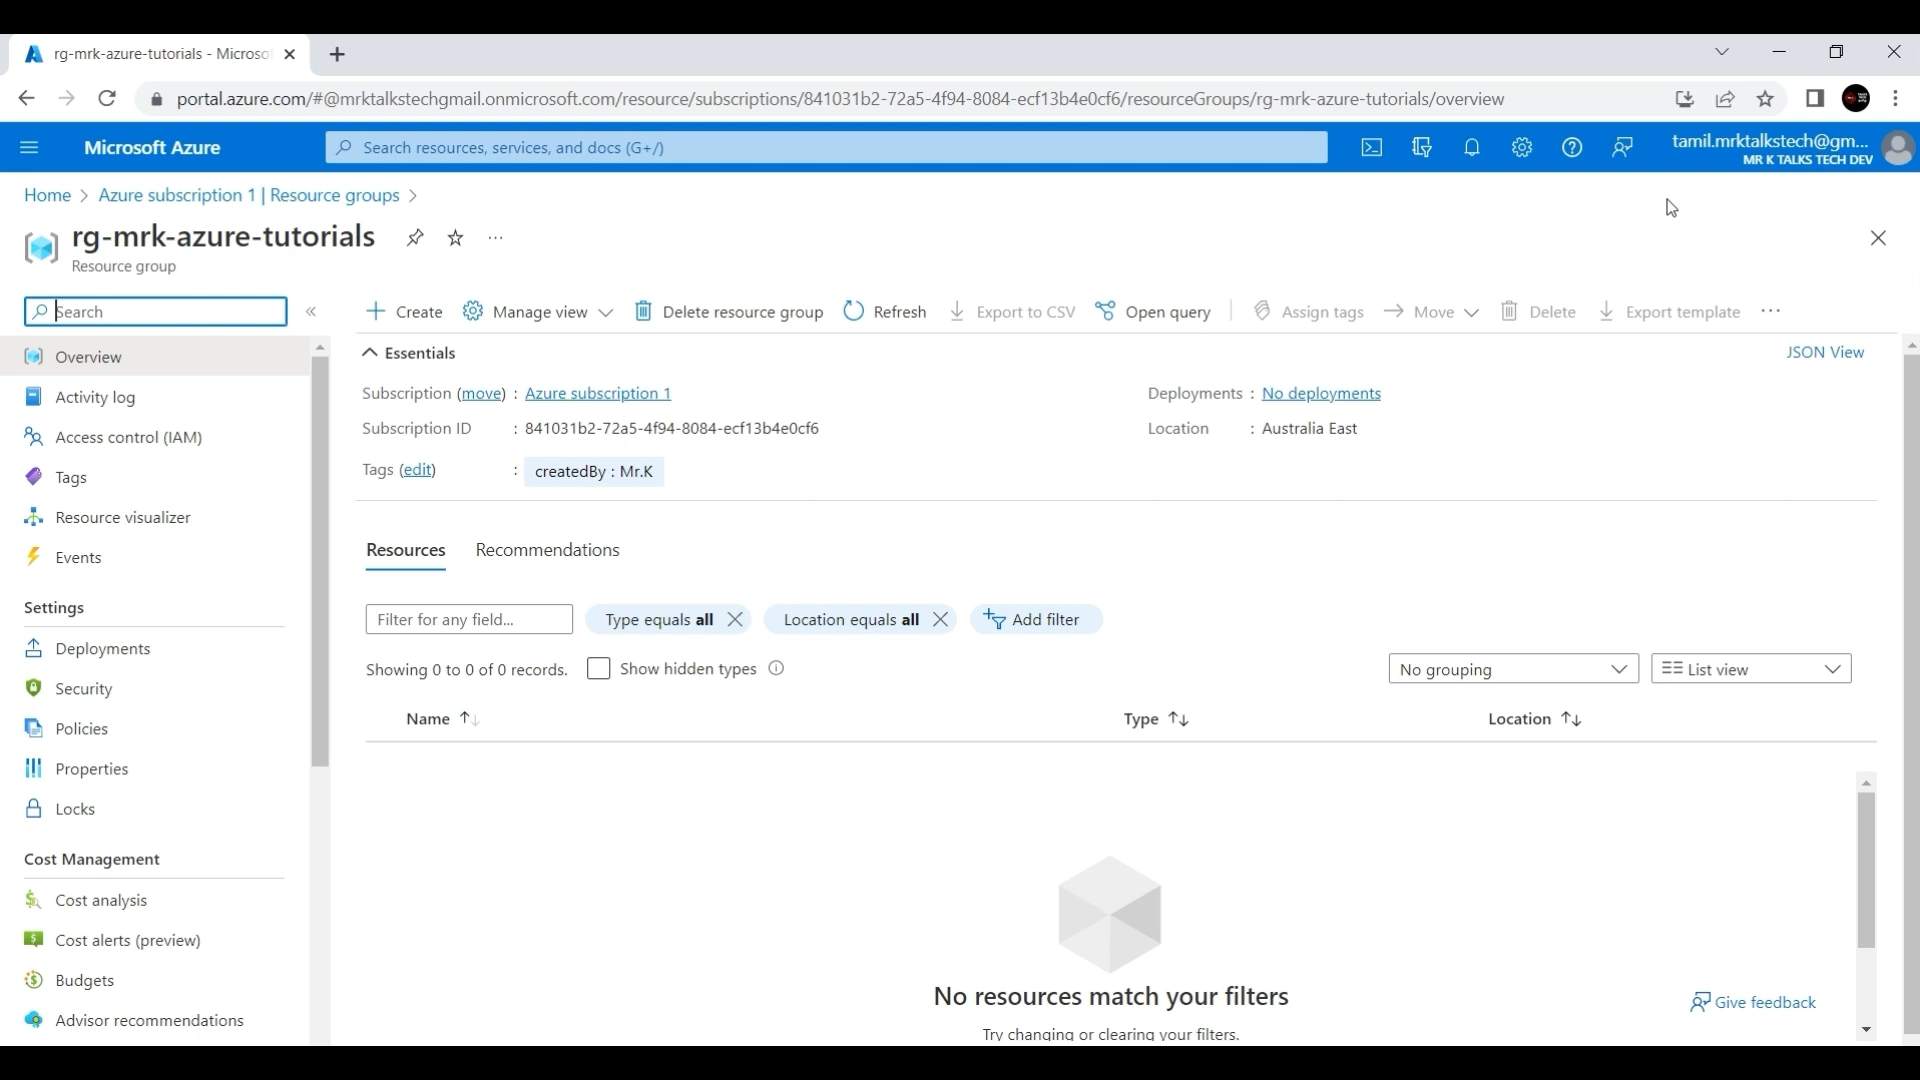 rg-mrk-azure-tutorials - Microso
portal.azure.com/#@mrktalkstechgmail.onmicrosoft.com/resource/subscriptions/841031b2-72a5-4f94-8084-ecf13b4e0cf6/resourceGroups/rg-mrk-azure-tutorials/overview
Microsoft Azure
Search resources, services, and docs (G+/)
tamil.mrktalkstech@gm...
MR K TALKS TECH DEV
Home > Azure subscription 1 | Resource groups >
rg-mrk-azure-tutorials
Resource group
Search
Overview
Activity log
Access control (IAM)
Tags
Resource visualizer
Events
Settings
Deployments
Security
Policies
Properties
Locks
Cost Management
Cost analysis
Cost alerts (preview)
Budgets
Advisor recommendations
Create Manage view Delete resource group Refresh Export to CSV Open query Assign tags Move Delete Export template
Essentials
JSON View
Subscription (move) : Azure subscription 1
Subscription ID : 841031b2-72a5-4f94-8084-ecf13b4e0cf6
Tags (edit) : createdBy : Mr.K
Deployments : No deployments
Location : Australia East
Resources Recommendations
Filter for any field... Type equals all Location equals all Add filter
Showing 0 to 0 of 0 records. Show hidden types
No grouping List view
Name Type Location
No resources match your filters
Try changing or clearing your filters.
Give feedback